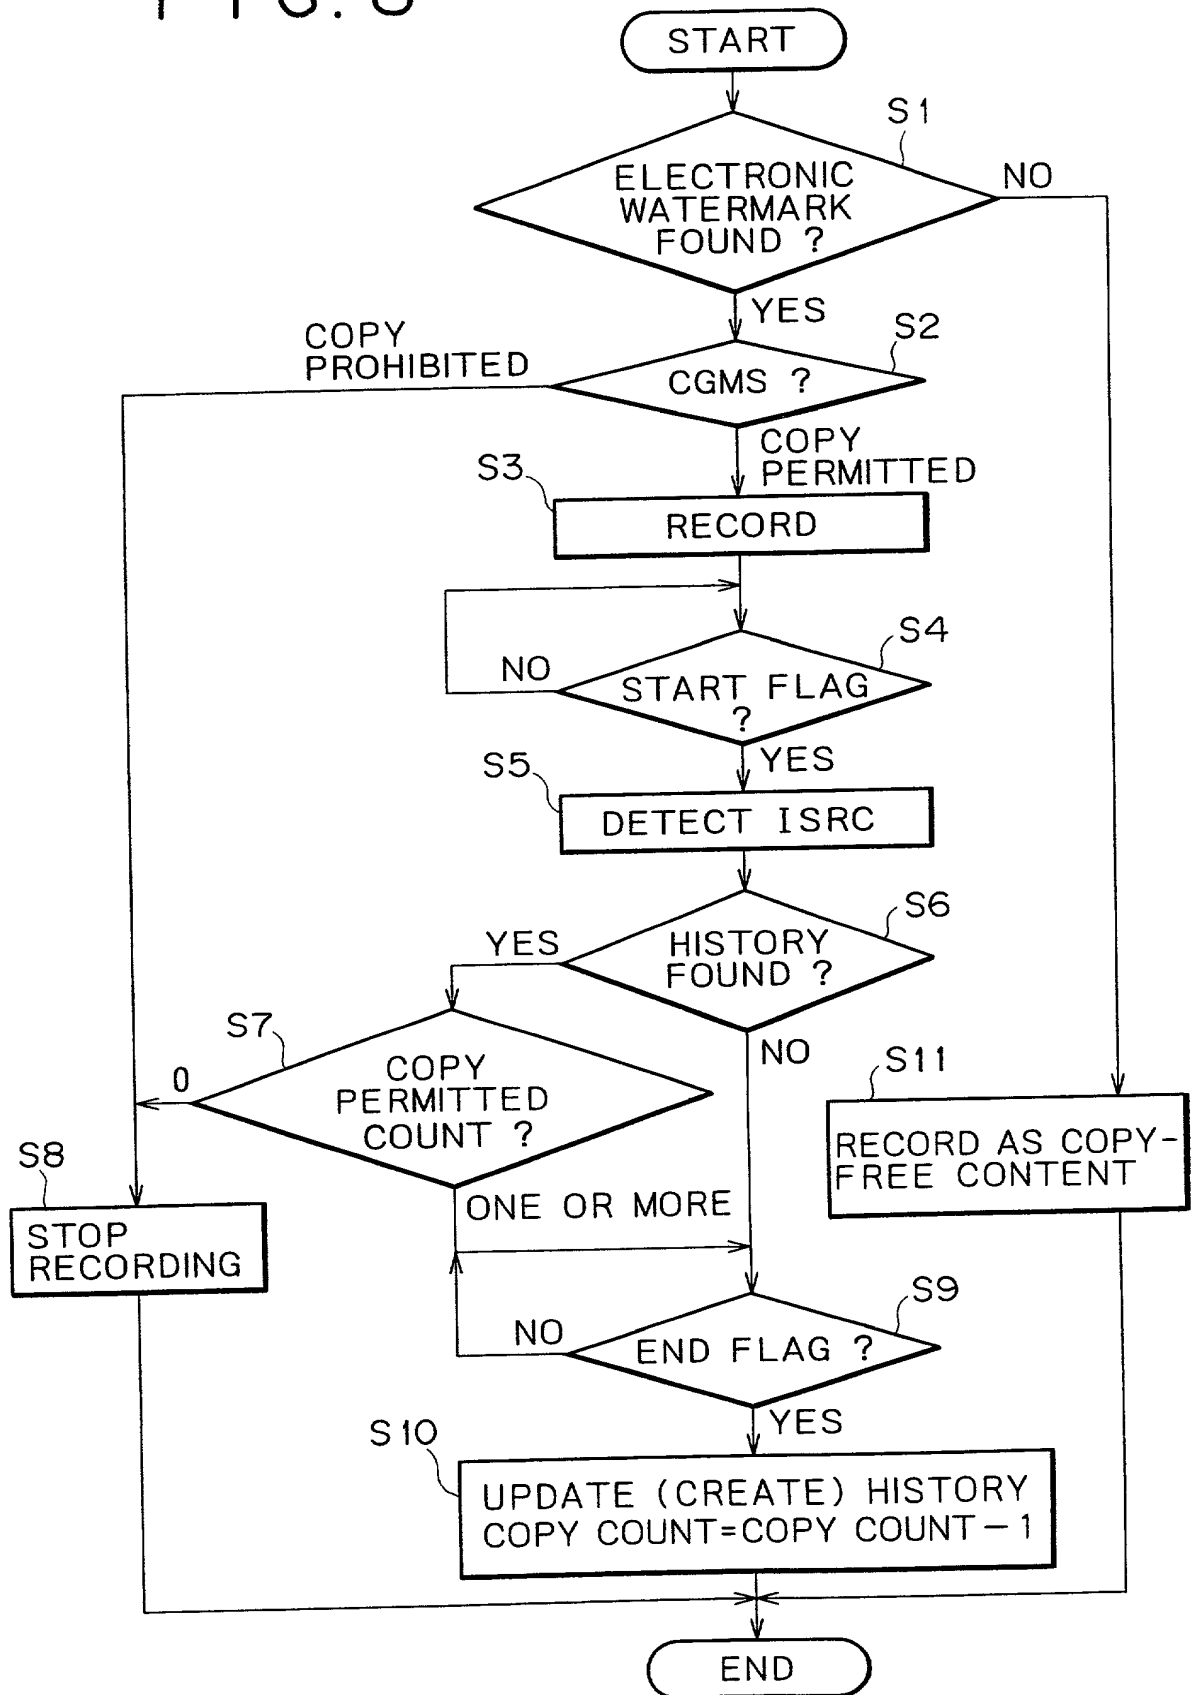 START
S1
ELECTRONIC
WATERMARK
FOUND ?
NO
YES
COPY
PROHIBITED
S2
CGMS ?
COPY
PERMITTED
S3
RECORD
S4
NO
START FLAG
?
YES
S5
DETECT ISRC
S6
YES
HISTORY
FOUND ?
NO
S7
0
COPY
PERMITTED
COUNT ?
S11
RECORD AS COPY-
FREE CONTENT
S8
STOP
RECORDING
ONE OR MORE
S9
NO
END FLAG ?
YES
S10
UPDATE (CREATE) HISTORY
COPY COUNT=COPY COUNT-1
END